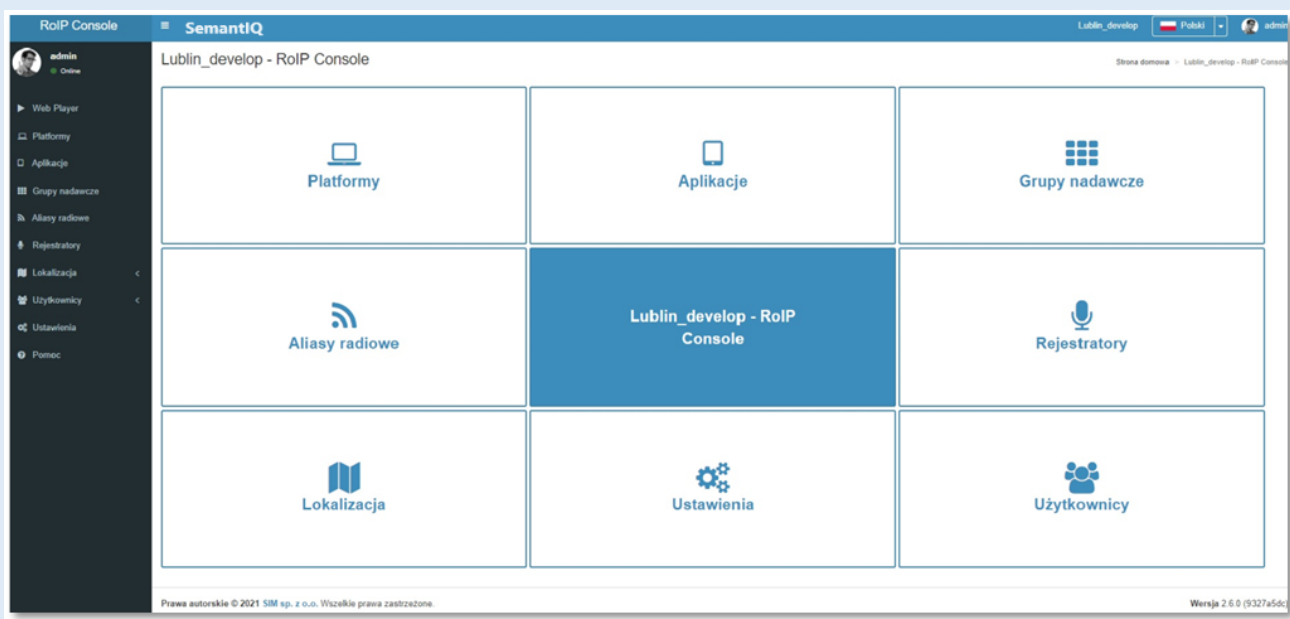 RoIP Console
SemantIQ
Lublin_develop
Polski
admin
admin
Online
Lublin_develop - RoIP Console
Strona domowa > Lublin_develop - RoIP Console
Web Player
Platformy
Aplikacje
Grupy nadawcze
Aliasy radiowe
Rejestratory
Lokalizacja
Użytkownicy
Ustawienia
Pomoc
Platformy
Aplikacje
Grupy nadawcze
Aliasy radiowe
Lublin_develop - RoIP
Console
Rejestratory
Lokalizacja
Ustawienia
Użytkownicy
Prawa autorskie © 2021 SIM sp. z o.o. Wszelkie prawa zastrzeżone.
Wersja 2.6.0 (9327a5dc)